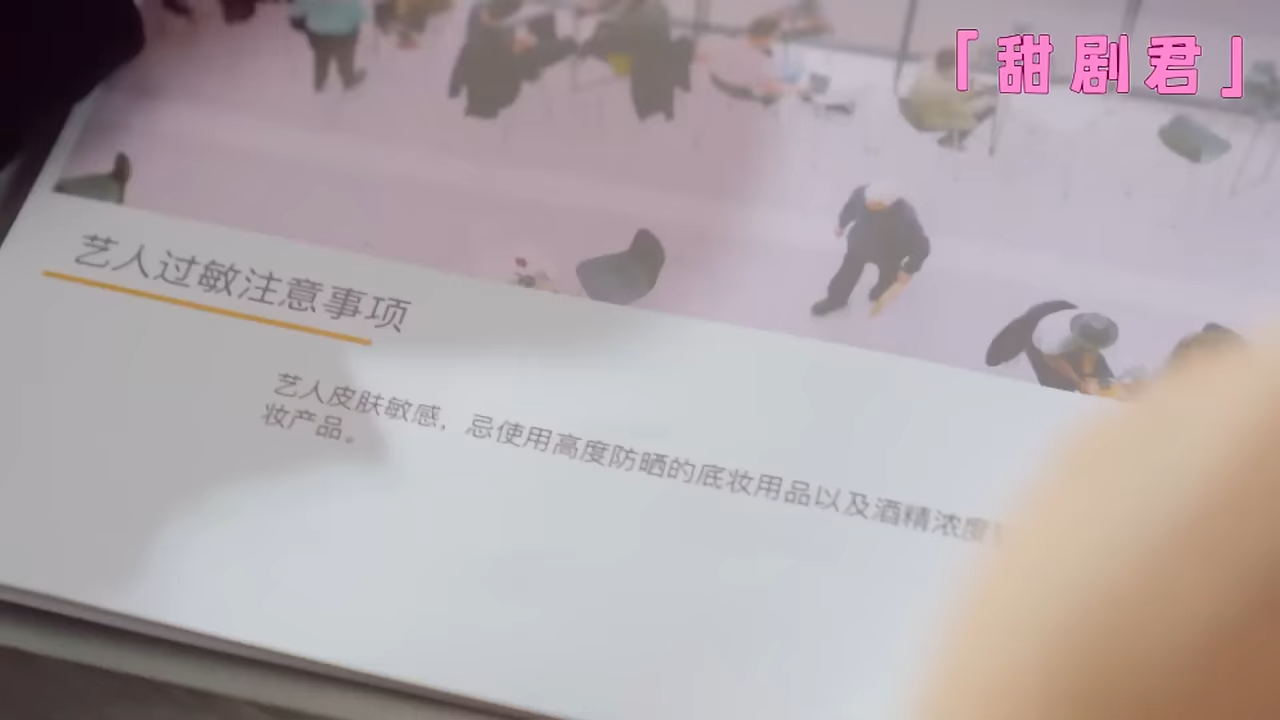 「甜剧君」
艺人过敏注意事项
艺人皮肤敏感，忌使用高度防晒的底妆用品以及酒精浓度
妆产品。